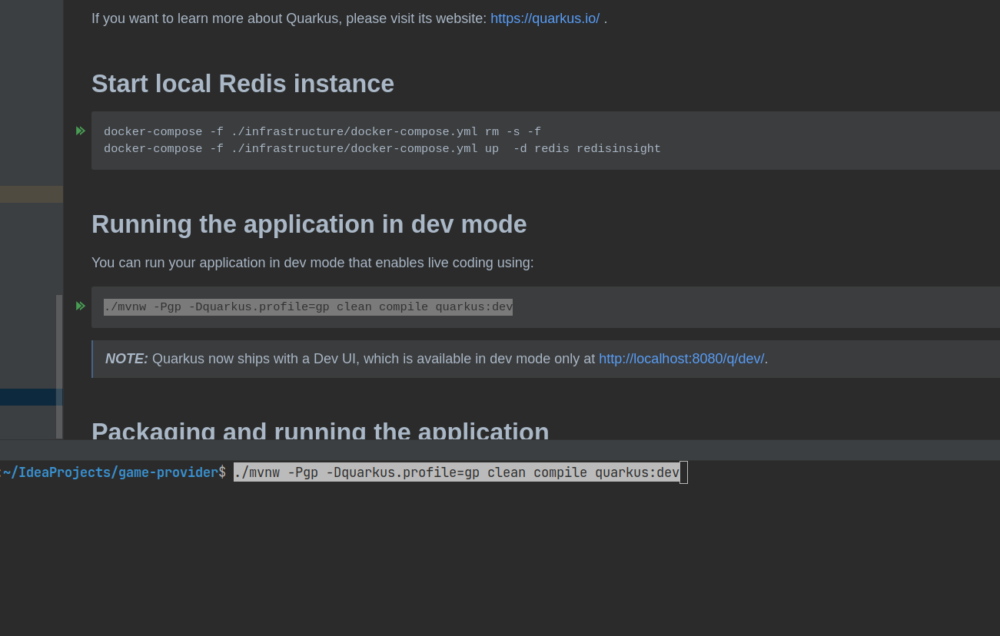 If you want to learn more about Quarkus, please visit its website: https://quarkus.io/ .
Start local Redis instance
docker-compose -f ./infrastructure/docker-compose.yml rm -s -f
docker-compose -f ./infrastructure/docker-compose.yml up  -d redis redisinsight
Running the application in dev mode
You can run your application in dev mode that enables live coding using:
./mvnw -Pgp -Dquarkus.profile=gp clean compile quarkus:dev
NOTE: Quarkus now ships with a Dev UI, which is available in dev mode only at http://localhost:8080/q/dev/.
Packaging and running the application
:~/IdeaProjects/game-provider$ ./mvnw -Pgp -Dquarkus.profile=gp clean compile quarkus:dev